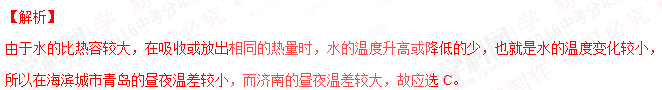 【解析】
由于水的比热容较大，在吸收或放出相同的热量时，水的温度升高或降低的少，也就是水的温度变化较小，
所以在海滨城市青岛的昼夜温差较小，而济南的昼夜温差较大，故应选 C。